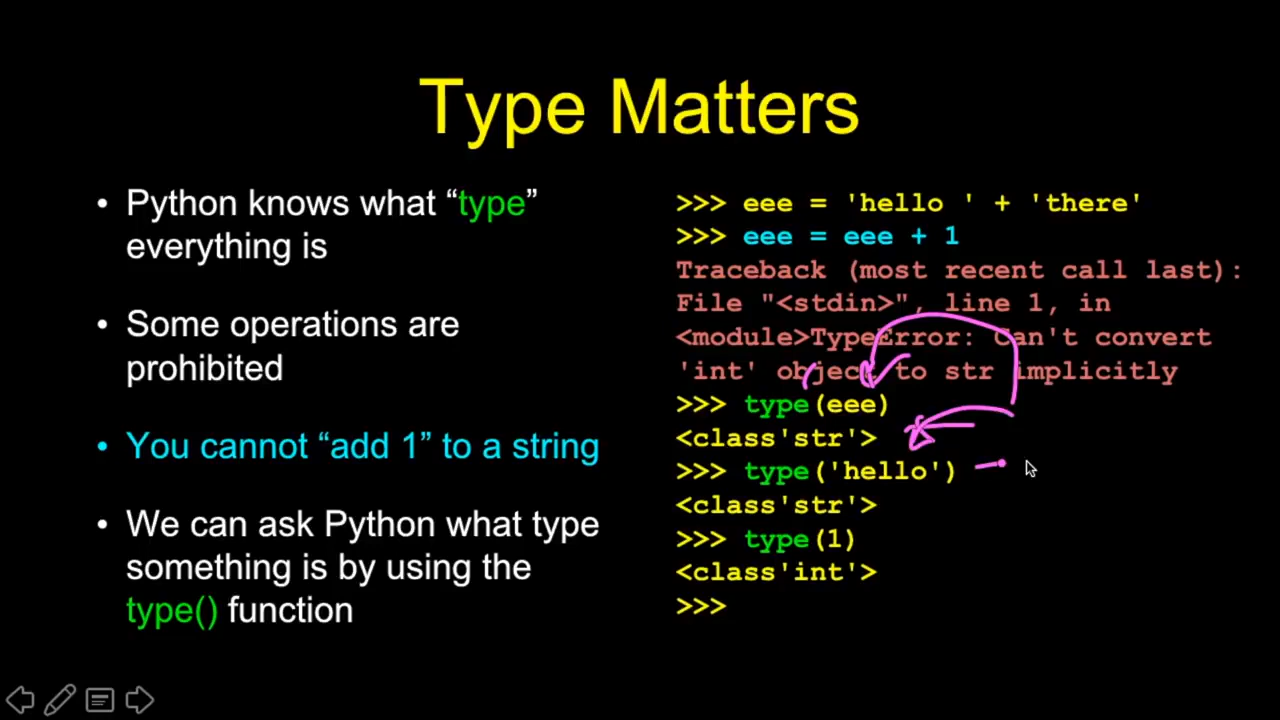 Type Matters
• Python knows what “type”
everything is
• Some operations are
prohibited
• You cannot “add 1” to a string
• We can ask Python what type
something is by using the
type() function
>>> eee = 'hello ' + 'there'
>>> eee = eee + 1
Traceback (most recent call last):
File "<stdin>", line 1, in
<module>TypeError: Can't convert
'int' object to str implicitly
>>> type(eee)
<class'str'>
>>> type('hello')
<class'str'>
>>> type(1)
<class'int'>
>>>